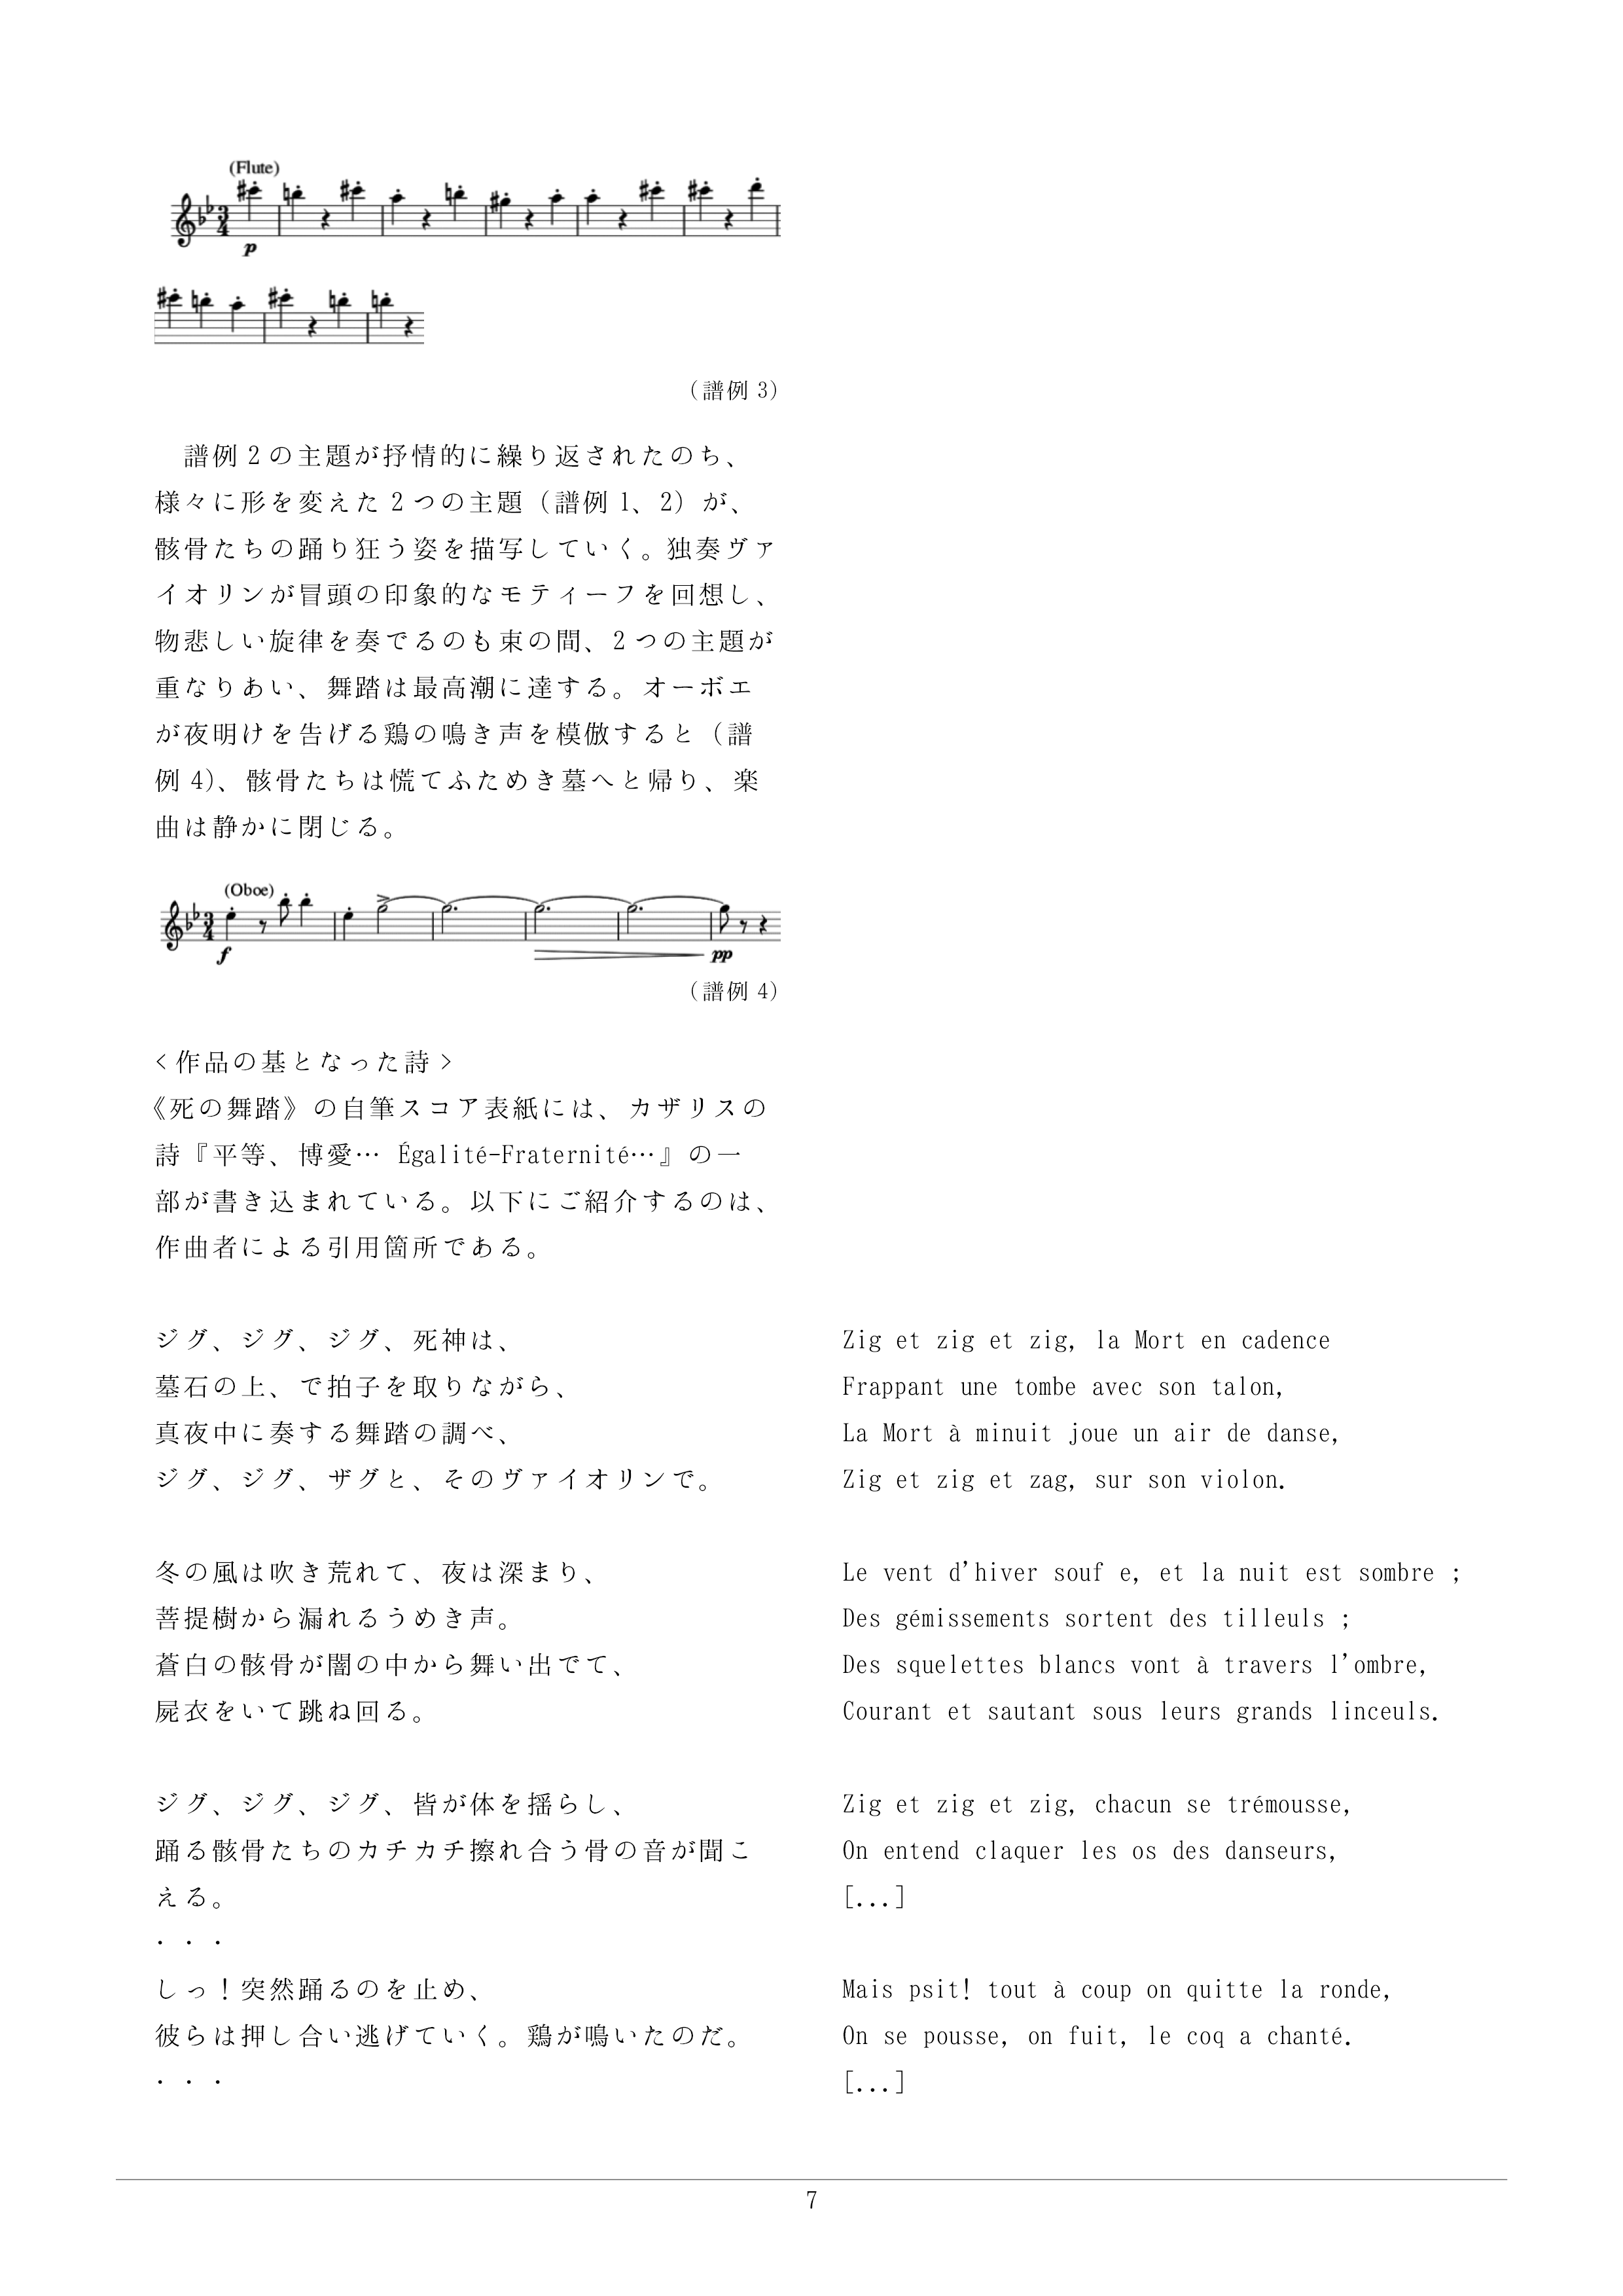 (Flute)
p
（譜例 3）
譜例 2 の主題が抒情的に繰り返されたのち、
様々に形を変えた 2 つの主題（譜例 1、2）が、
骸骨たちの踊り狂う姿を描写していく。独奏ヴァ
イオリンが冒頭の印象的なモティーフを回想し、
物悲しい旋律を奏でるのも束の間、2 つの主題が
重なりあい、舞踏は最高潮に達する。オーボエ
が夜明けを告げる鶏の鳴き声を模倣すると（譜
例 4）、骸骨たちは慌てふためき墓へと帰り、楽
曲は静かに閉じる。
(Oboe)
f
pp
（譜例 4）
<作品の基となった詩>
《死の舞踏》の自筆スコア表紙には、カザリスの
詩『平等、博愛… Égalité-Fraternité…』の一
部が書き込まれている。以下にご紹介するのは、
作曲者による引用箇所である。
ジグ、ジグ、ジグ、死神は、
墓石の上、で拍子を取りながら、
真夜中に奏する舞踏の調べ、
ジグ、ジグ、ザグと、そのヴァイオリンで。
冬の風は吹き荒れて、夜は深まり、
菩提樹から漏れるうめき声。
蒼白の骸骨が闇の中から舞い出でて、
屍衣をいて跳ね回る。
ジグ、ジグ、ジグ、皆が体を揺らし、
踊る骸骨たちのカチカチ擦れ合う骨の音が聞こ
える。
・・・
しっ！突然踊るのを止め、
彼らは押し合い逃げていく。鶏が鳴いたのだ。
・・・
Zig et zig et zig, la Mort en cadence
Frappant une tombe avec son talon,
La Mort à minuit joue un air de danse,
Zig et zig et zag, sur son violon.
Le vent d'hiver souf e, et la nuit est sombre ;
Des gémissements sortent des tilleuls ;
Des squelettes blancs vont à travers l'ombre,
Courant et sautant sous leurs grands linceuls.
Zig et zig et zig, chacun se trémousse,
On entend claquer les os des danseurs,
[...]
Mais psit! tout à coup on quitte la ronde,
On se pousse, on fuit, le coq a chanté.
[...]
7